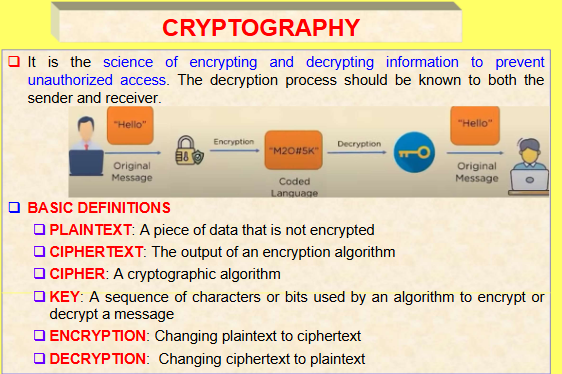 CRYPTOGRAPHY
It is the science of encrypting and decrypting information to prevent
unauthorized access. The decryption process should be known to both the
sender and receiver.
"Hello"
Original
Message
Encryption
"M2O#5K"
Coded
Language
Decryption
"Hello"
Original
Message
BASIC DEFINITIONS
PLAINTEXT: A piece of data that is not encrypted
CIPHERTEXT: The output of an encryption algorithm
CIPHER: A cryptographic algorithm
KEY: A sequence of characters or bits used by an algorithm to encrypt or
decrypt a message
ENCRYPTION: Changing plaintext to ciphertext
DECRYPTION: Changing ciphertext to plaintext